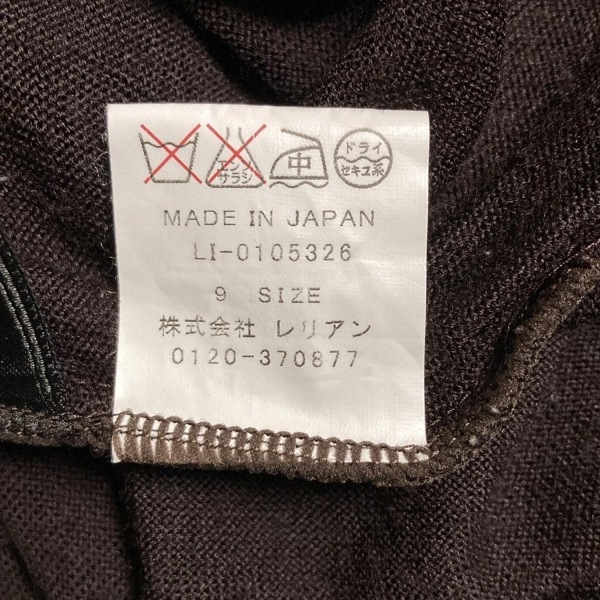 エンソ
サラシ
中
ドライ
セキユ系
MADE IN JAPAN
LI-0105326
9 SIZE
株式会社 レリアン
0120-370877